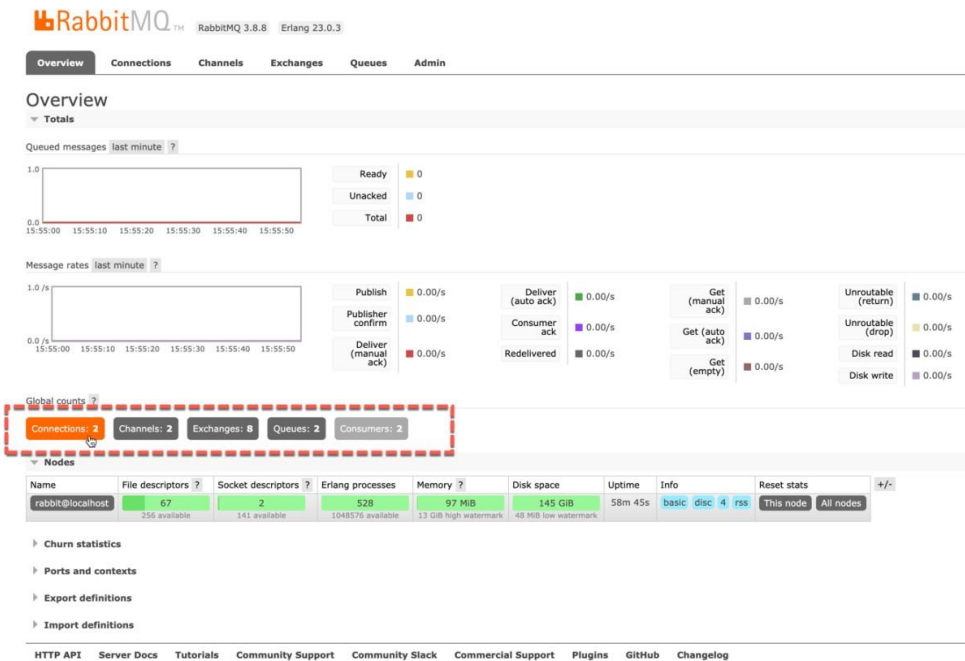 RabbitMQ TM RabbitMQ 3.8.8 Erlang 23.0.3
Overview Connections Channels Exchanges Queues Admin
Overview
Totals
Queued messages last minute ?
1.0
0.0
15:55:00 15:55:10 15:55:20 15:55:30 15:55:40 15:55:50
Ready 0
Unacked 0
Total 0
Message rates last minute ?
1.0 /s
0.0 /s
15:55:00 15:55:10 15:55:20 15:55:30 15:55:40 15:55:50
Publish 0.00/s
Publisher
confirm 0.00/s
Deliver
(manual
ack) 0.00/s
Deliver
(auto ack) 0.00/s
Consumer
ack 0.00/s
Redelivered 0.00/s
Get
(manual
ack) 0.00/s
Get (auto
ack) 0.00/s
Get
(empty) 0.00/s
Unroutable
(return) 0.00/s
Unroutable
(drop) 0.00/s
Disk read 0.00/s
Disk write 0.00/s
Global counts ?
Connections: 2 Channels: 2 Exchanges: 8 Queues: 2 Consumers: 2
Nodes
Name File descriptors ? Socket descriptors ? Erlang processes Memory ? Disk space Uptime Info Reset stats +/-
rabbit@localhost 67 2 528 97 MiB 145 GiB 58m 45s basic disc 4 rss This node All nodes
256 available 141 available 1048576 available 13 GiB high watermark 48 MiB low watermark
Churn statistics
Ports and contexts
Export definitions
Import definitions
HTTP API Server Docs Tutorials Community Support Community Slack Commercial Support Plugins GitHub Changelog